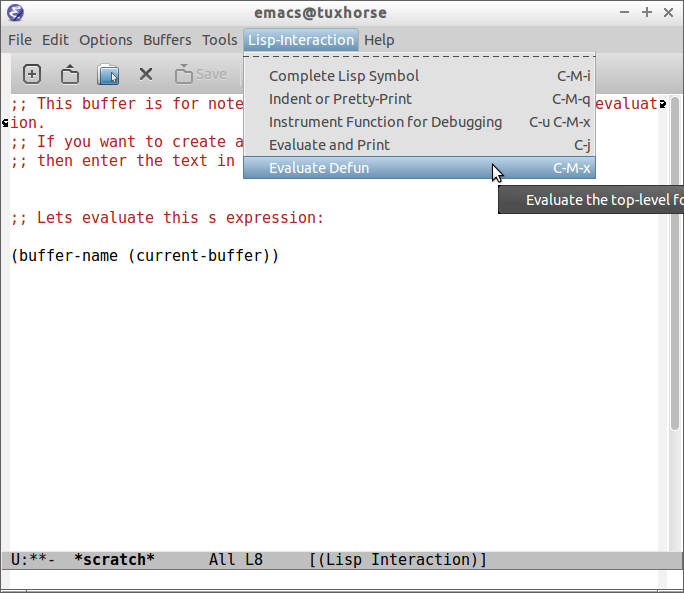 emacs@tuxhorse
File Edit Options Buffers Tools Lisp-Interaction Help
Save
Complete Lisp Symbol C-M-i
Indent or Pretty-Print C-M-q
Instrument Function for Debugging C-u C-M-x
Evaluate and Print C-j
Evaluate Defun C-M-x
Evaluate the top-level fo
;; This buffer is for note evaluat
ion.
;; If you want to create a
;; then enter the text in
;; Lets evaluate this s expression:
(buffer-name (current-buffer))
U:**- *scratch* All L8 [(Lisp Interaction)]